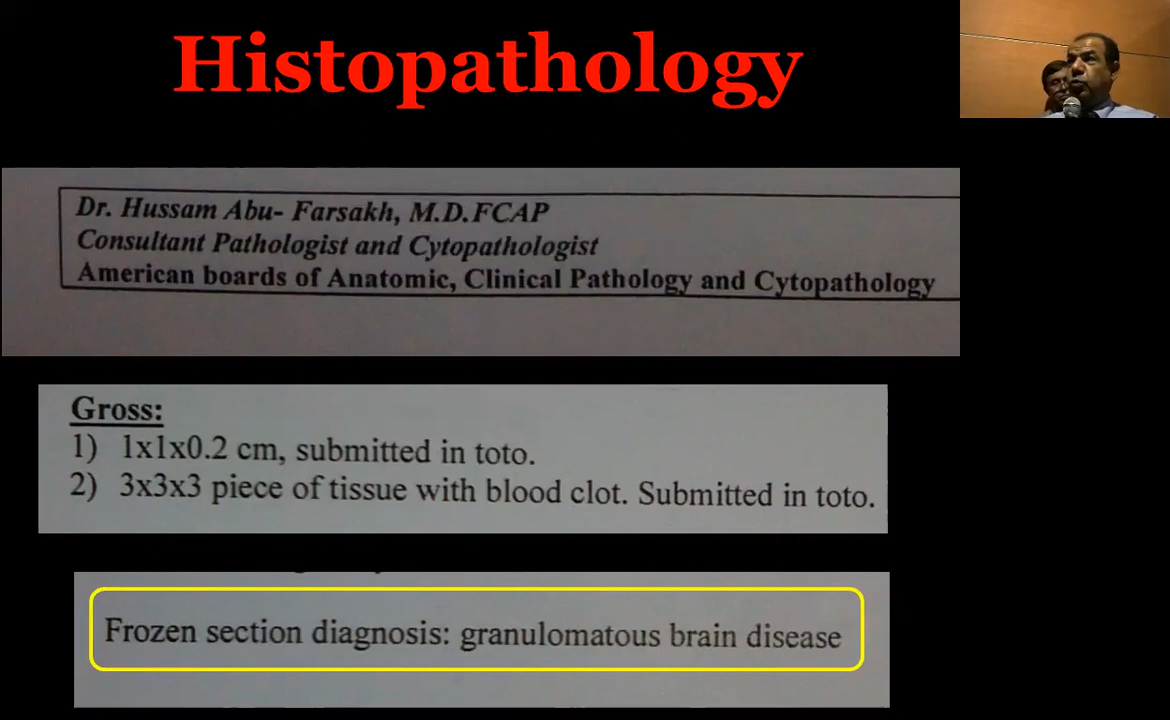 Histopathology
Dr. Hussam Abu- Farsakh, M.D.FCAP
Consultant Pathologist and Cytopathologist
American boards of Anatomic, Clinical Pathology and Cytopathology
Gross:
1) 1x1x0.2 cm, submitted in toto.
2) 3x3x3 piece of tissue with blood clot. Submitted in toto.
Frozen section diagnosis: granulomatous brain disease